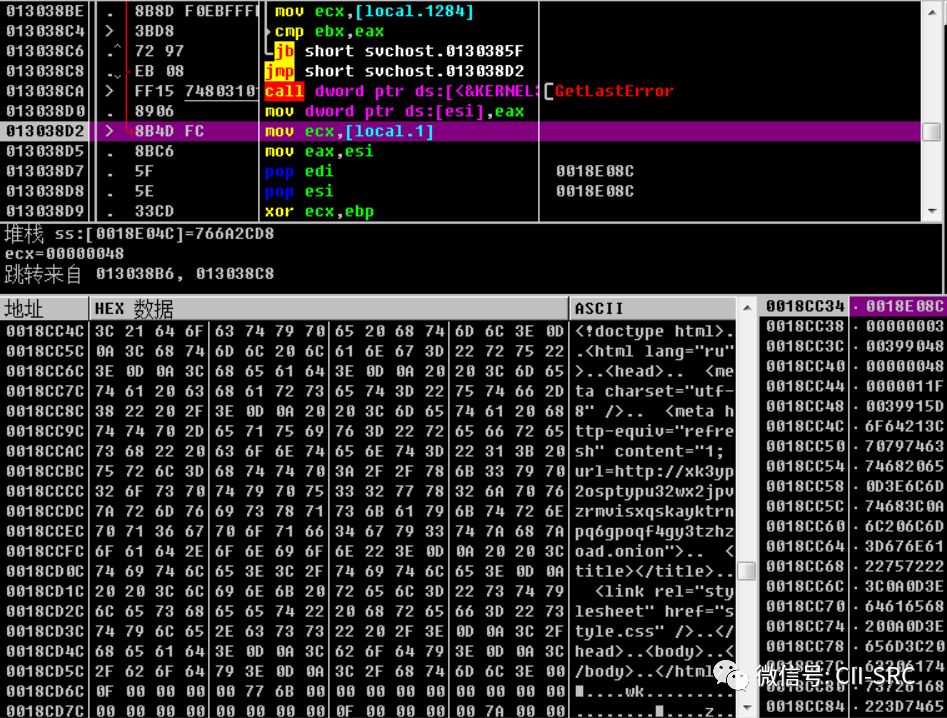 013038BE . 8B8D F0EBFFF mov ecx,[local.1284]
013038C4 > 3BD8 cmp ebx,eax
013038C6 .^ 72 97 jb short svchost.0130385F
013038C8 .v EB 08 jmp short svchost.013038D2
013038CA > FF15 7480310 call dword ptr ds:[<&KERNEL GetLastError
013038D0 . 8906 mov dword ptr ds:[esi],eax
013038D2 > 8B4D FC mov ecx,[local.1]
013038D5 . 8BC6 mov eax,esi
013038D7 . 5F pop edi 0018E08C
013038D8 . 5E pop esi 0018E08C
013038D9 . 33CD xor ecx,ebp
堆栈 ss:[0018E04C]=766A2CD8
ecx=00000048
跳转来自 013038B6, 013038C8
地址 HEX 数据 ASCII
0018CC4C 3C 21 64 6F 63 74 79 70 65 20 68 74 6D 6C 3E 0D <!doctype html>.
0018CC5C 0A 3C 68 74 6D 6C 20 6C 61 6E 67 3D 22 72 75 22 .<html lang="ru"
0018CC6C 3E 0D 0A 3C 68 65 61 64 3E 0D 0A 20 20 3C 6D 65 >..<head>..  <me
0018CC7C 74 61 20 63 68 61 72 73 65 74 3D 22 75 74 66 2D ta charset="utf-
0018CC8C 38 22 20 2F 3E 0D 0A 20 20 3C 6D 65 74 61 20 68 8" />..  <meta h
0018CC9C 74 74 70 2D 65 71 75 69 76 3D 22 72 65 66 72 65 ttp-equiv="refre
0018CCAC 73 68 22 20 63 6F 6E 74 65 6E 74 3D 22 31 3B 20 sh" content="1; 
0018CCBC 75 72 6C 3D 68 74 74 70 3A 2F 2F 78 6B 33 79 70 url=http://xk3yp
0018CCCC 32 6F 73 70 74 79 70 75 33 32 77 78 32 6A 70 76 2osptypu32wx2jpv
0018CCDC 7A 72 6D 76 69 73 78 71 73 6B 61 79 6B 74 72 6E zrmvisxqskayktrn
0018CCEC 70 71 36 67 70 6F 71 66 34 67 79 33 74 7A 68 7A pq6gpoqf4gy3tzhz
0018CCFC 6F 61 64 2E 6F 6E 69 6F 6E 22 3E 0D 0A 20 20 3C oad.onion">..  <
0018CD0C 74 69 74 6C 65 3E 3C 2F 74 69 74 6C 65 3E 0D 0A title></title>..
0018CD1C 20 20 3C 6C 69 6E 6B 20 72 65 6C 3D 22 73 74 79   <link rel="sty
0018CD2C 6C 65 73 68 65 65 74 22 20 68 72 65 66 3D 22 73 lesheet" href="s
0018CD3C 74 79 6C 65 2E 63 73 73 22 20 2F 3E 0D 0A 3C 2F tyle.css" />..</
0018CD4C 68 65 61 64 3E 0D 0A 3C 62 6F 64 79 3E 0D 0A 3C head>..<body>..<
0018CD5C 2F 62 6F 64 79 3E 0D 0A 3C 2F 68 74 6D 6C 3E 00 /body>..</html
0018CD6C 0F 00 00 00 00 77 6B 00 00 00 00 00 00 00 00 00 .....wk.........
0018CD7C 00 00 00 00 00 00 00 00 0F 00 00 00 00 7A 00 00 .............z..
0018CC34 . 0018E08C
0018CC38 . 00000003
0018CC3C . 00399048
0018CC40 . 00000048
0018CC44 . 0000011F
0018CC48 . 0039915D
0018CC4C . 6F64213C
0018CC50 . 70797463
0018CC54 . 74682065
0018CC58 . 0D3E6C6D
0018CC5C . 74683C0A
0018CC60 . 6C206C6D
0018CC64 . 3D676E61
0018CC68 . 22757222
0018CC6C . 3C0A0D3E
0018CC70 . 64616568
0018CC74 . 200A0D3E
0018CC78 . 656D3C20
0018CC84 . 223D7465
微信号: CII-SRC